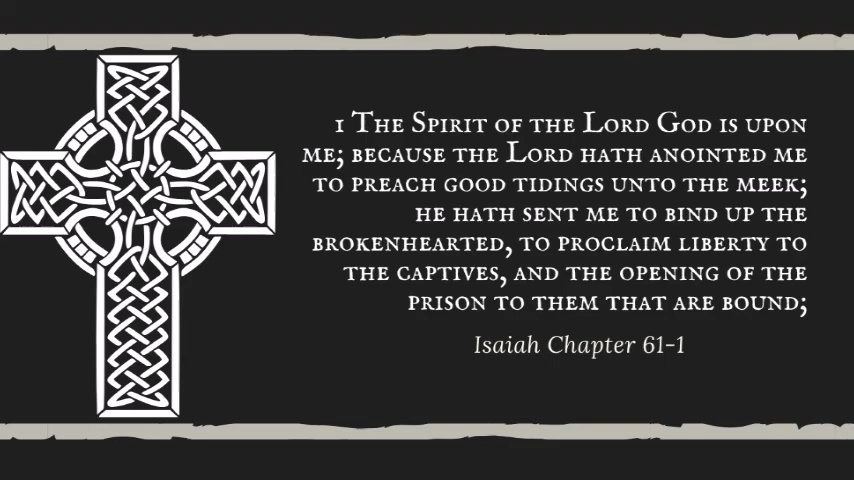 1 The Spirit of the Lord God is upon
me; because the Lord hath anointed me
to preach good tidings unto the meek;
he hath sent me to bind up the
brokenhearted, to proclaim liberty to
the captives, and the opening of the
prison to them that are bound;
Isaiah Chapter 61-1